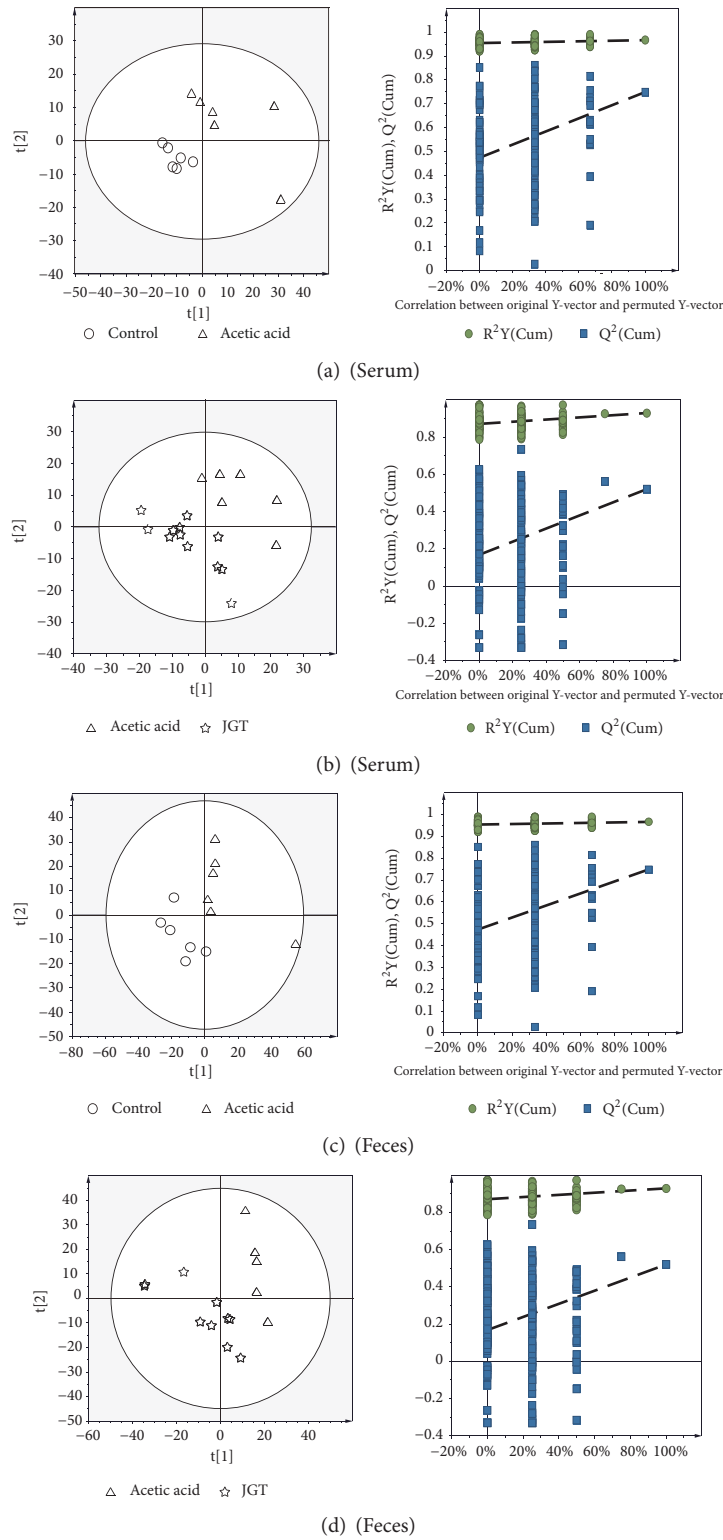 30
20
10
0
−10
−20
−30
−40
t[2]
−50 −40 −30 −20 −10 0 10 20 30 40
t[1]
Control Acetic acid
1
0.9
0.8
0.7
0.6
0.5
0.4
0.3
0.2
0.1
0
R²Y(Cum), Q²(Cum)
−20% 0% 20% 40% 60% 80% 100%
Correlation between original Y-vector and permuted Y-vector
R²Y(Cum) Q²(Cum)
(a) (Serum)
40
30
20
10
0
−10
−20
−30
−40
t[2]
−40 −30 −20 −10 0 10 20 30
t[1]
Acetic acid JGT
0.8
0.6
0.4
0.2
0
−0.2
−0.4
R²Y(Cum), Q²(Cum)
−20% 0% 20% 40% 60% 80% 100%
Correlation between original Y-vector and permuted Y-vector
R²Y(Cum) Q²(Cum)
(b) (Serum)
40
30
20
10
0
−10
−20
−30
−40
−50
t[2]
−80 −60 −40 −20 0 20 40 60
t[1]
Control Acetic acid
1
0.9
0.8
0.7
0.6
0.5
0.4
0.3
0.2
0.1
0
R²Y(Cum), Q²(Cum)
−20% 0% 20% 40% 60% 80% 100%
Correlation between original Y-vector and permuted Y-vector
R²Y(Cum) Q²(Cum)
(c) (Feces)
40
30
20
10
0
−10
−20
−30
−40
−50
t[2]
−60 −40 −20 0 20 40
t[1]
Acetic acid JGT
0.8
0.6
0.4
0.2
0
−0.2
−0.4
−20% 0% 20% 40% 60% 80% 100%
(d) (Feces)